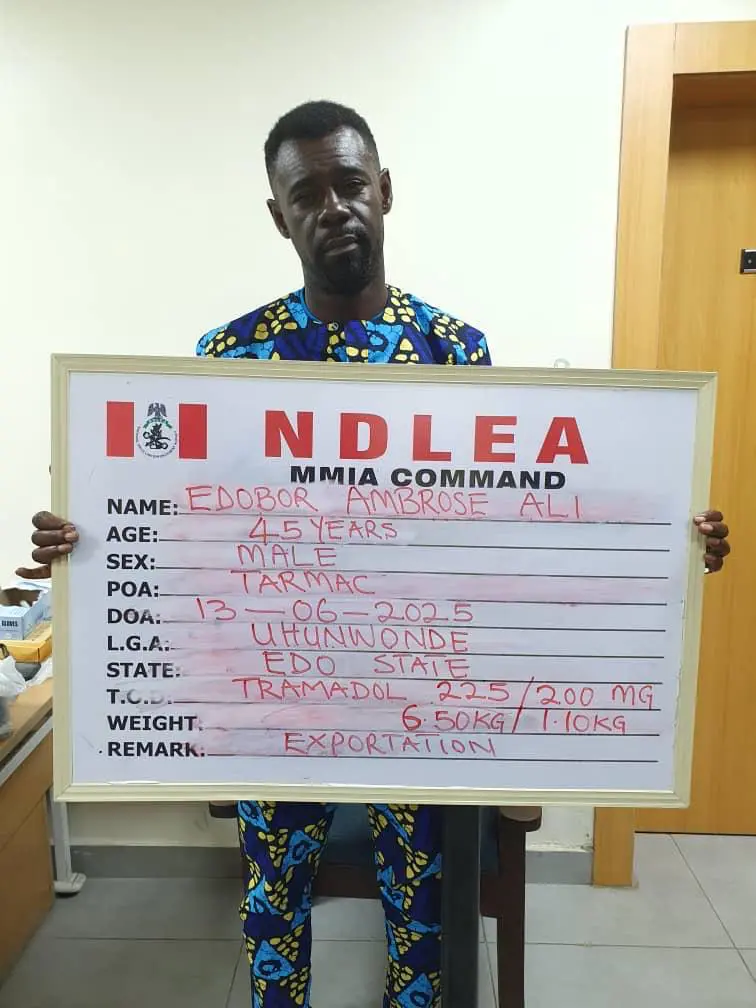 NDLEA
MMIA COMMAND
NAME: EDOBOR AMBROSE ALI
AGE: 45 YEARS
SEX: MALE
POA: TARMAC
DOA: 13-06-2025
L.G.A: UHUNWONDE
STATE: EDO STATE
T.O.D: TRAMADOL 225/200 MG
WEIGHT: 6.50KG/1.10KG
REMARK: EXPORTATION
GLOVES